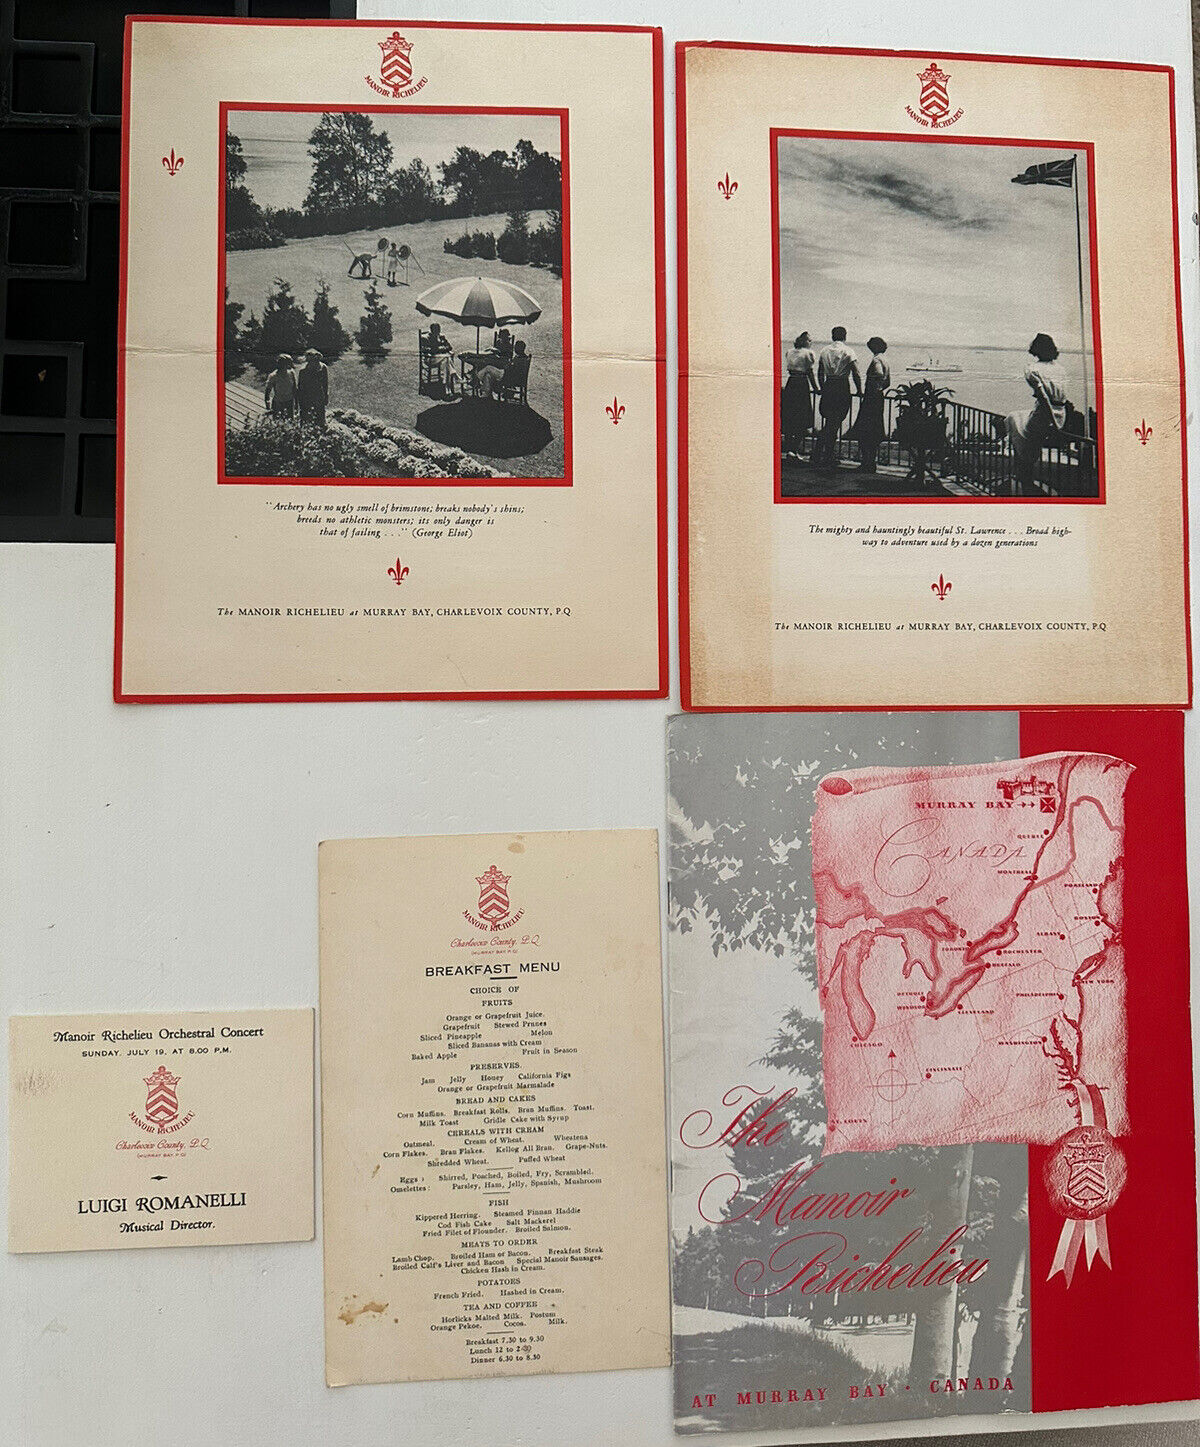 MANOIR RICHELIEU
"Archery has no ugly smell of brimstone; breaks nobody's shins;
breeds no athletic monsters; its only danger is
that of failing . . ." (George Eliot)
The MANOIR RICHELIEU at MURRAY BAY, CHARLEVOIX COUNTY, P.Q.
MANOIR RICHELIEU
The mighty and hauntingly beautiful St. Lawrence . . . Broad high-
way to adventure used by a dozen generations
The MANOIR RICHELIEU at MURRAY BAY, CHARLEVOIX COUNTY, P.Q.
Manoir Richelieu Orchestral Concert
SUNDAY, JULY 19, AT 8.00 P.M.
MANOIR RICHELIEU
Charlevoix County, P.Q.
(MURRAY BAY P.Q)
LUIGI ROMANELLI
Musical Director.
MANOIR RICHELIEU
Charlevoix County, P.Q.
(MURRAY BAY P.Q)
BREAKFAST MENU
CHOICE OF
FRUITS
Orange or Grapefruit Juice.
Grapefruit Stewed Prunes
Sliced Pineapple Melon
Sliced Bananas with Cream
Baked Apple Fruit in Season
PRESERVES.
Jam Jelly Honey California Figs
Orange or Grapefruit Marmalade
BREAD AND CAKES
Corn Muffins. Breakfast Rolls. Bran Muffins. Toast.
Milk Toast Gridle Cake with Syrup
CEREALS WITH CREAM
Oatmeal. Cream of Wheat. Wheatena
Corn Flakes. Bran Flakes. Kellog All Bran. Grape-Nuts.
Shredded Wheat. Puffed Wheat
Eggs : Shirred, Poached, Boiled, Fry, Scrambled.
Omelettes : Parsley, Ham, Jelly, Spanish, Mushroom
FISH
Kippered Herring. Steamed Finnan Haddie
Cod Fish Cake Salt Mackerel
Fried Filet of Flounder. Broiled Salmon.
MEATS TO ORDER
Lamb Chop. Broiled Ham or Bacon. Breakfast Steak
Broiled Calf's Liver and Bacon Special Manoir Sausages.
Chicken Hash in Cream.
POTATOES
French Fried. Hashed in Cream.
TEA AND COFFEE
Horlicks Malted Milk. Postum
Orange Pekoe. Cocoa. Milk.
Breakfast 7.30 to 9.30
Lunch 12 to 2.30
Dinner 6.30 to 8.30
MURRAY BAY
CANADA
QUEBEC
MONTREAL
PORTLAND
BOSTON
ALBANY
TORONTO
ROCHESTER
BUFFALO
NEW YORK
DETROIT
WINDSOR
CLEVELAND
PHILADELPHIA
CHICAGO
WASHINGTON
CINCINNATI
ST. LOUIS
The
Manoir
Richelieu
AT MURRAY BAY · CANADA